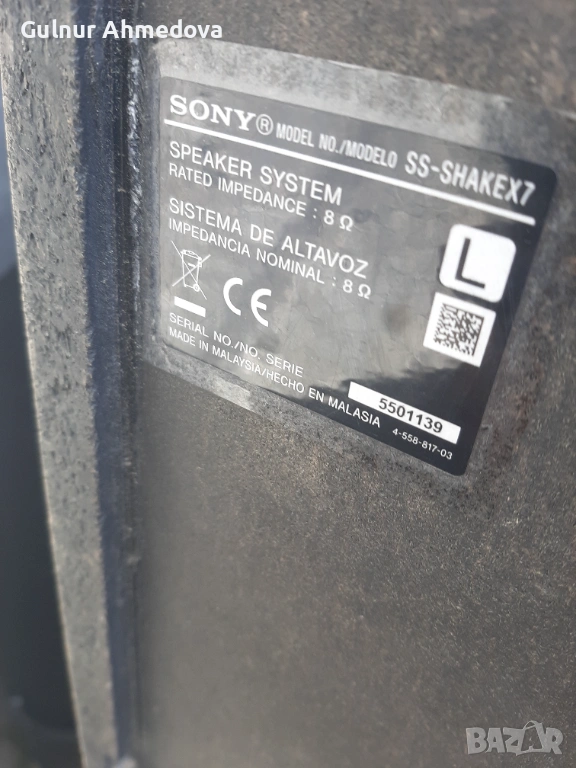 Gulnur Ahmedova
SONY® MODEL NO./MODELO SS-SHAKEX7
SPEAKER SYSTEM
RATED IMPEDANCE : 8 Ω
SISTEMA DE ALTAVOZ
IMPEDANCIA NOMINAL : 8 Ω
L
CE
SERIAL NO./NO. SERIE
MADE IN MALAYSIA/HECHO EN MALASIA
5501139
4-558-817-03
BAZAR